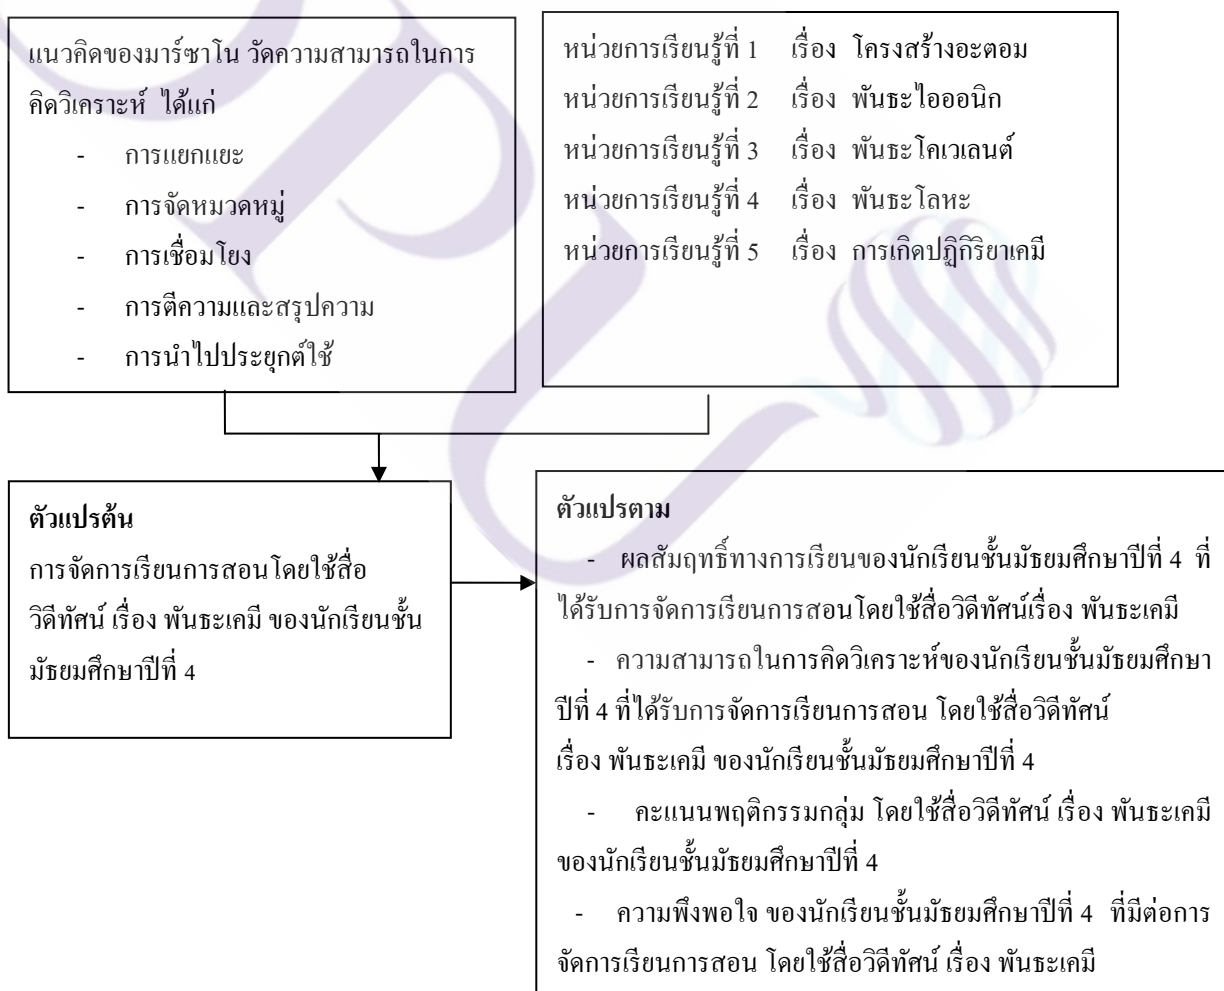 แนวคิดของมาร์ซาโน วัดความสามารถในการ
คิดวิเคราะห์ ได้แก่
- การแยกแยะ
- การจัดหมวดหมู่
- การเชื่อมโยง
- การตีความและสรุปความ
- การนำไปประยุกต์ใช้
หน่วยการเรียนรู้ที่ 1 เรื่อง โครงสร้างอะตอม
หน่วยการเรียนรู้ที่ 2 เรื่อง พันธะไอออนิก
หน่วยการเรียนรู้ที่ 3 เรื่อง พันธะโคเวเลนต์
หน่วยการเรียนรู้ที่ 4 เรื่อง พันธะโลหะ
หน่วยการเรียนรู้ที่ 5 เรื่อง การเกิดปฏิกิริยาเคมี
ตัวแปรต้น
การจัดการเรียนการสอนโดยใช้สื่อ
วิดีทัศน์ เรื่อง พันธะเคมี ของนักเรียนชั้น
มัธยมศึกษาปีที่ 4
ตัวแปรตาม
- ผลสัมฤทธิ์ทางการเรียนของนักเรียนชั้นมัธยมศึกษาปีที่ 4 ที่
ได้รับการจัดการเรียนการสอนโดยใช้สื่อวิดีทัศน์เรื่อง พันธะเคมี
- ความสามารถในการคิดวิเคราะห์ของนักเรียนชั้นมัธยมศึกษา
ปีที่ 4 ที่ได้รับการจัดการเรียนการสอน โดยใช้สื่อวิดีทัศน์
เรื่อง พันธะเคมี ของนักเรียนชั้นมัธยมศึกษาปีที่ 4
- คะแนนพฤติกรรมกลุ่ม โดยใช้สื่อวิดีทัศน์ เรื่อง พันธะเคมี
ของนักเรียนชั้นมัธยมศึกษาปีที่ 4
- ความพึงพอใจ ของนักเรียนชั้นมัธยมศึกษาปีที่ 4 ที่มีต่อการ
จัดการเรียนการสอน โดยใช้สื่อวิดีทัศน์ เรื่อง พันธะเคมี